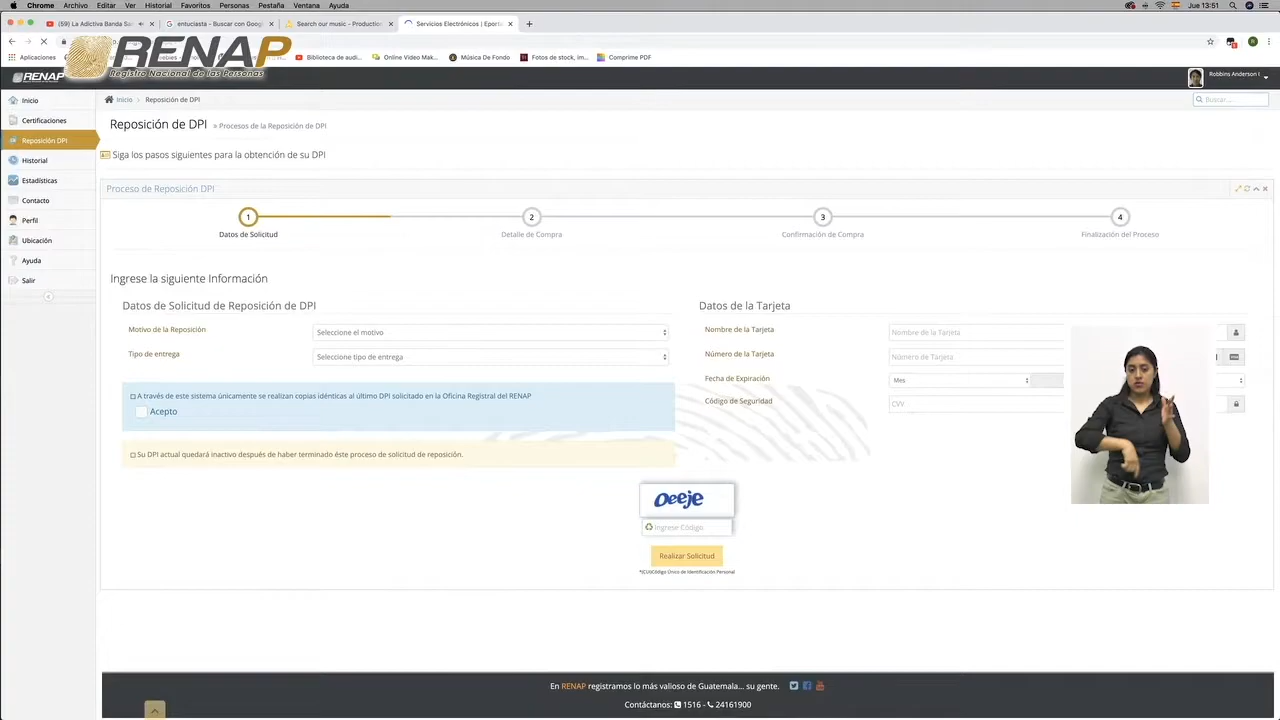 Chrome Archivo Editar Ver Historial Favoritos Personas Pestaña Ventana Ayuda
Jue 13:51
(59) La Adictiva Banda San
entuciasta - Buscar con Google
Search our music - Production
Servicios Electrónicos | Eporta
Aplicaciones
Biblioteca de audi...
Online Video Mak...
Música De Fondo
Fotos de stock, im...
Comprime PDF
RENAP
Registro Nacional de las Personas
RENAP
Robbins Anderson
Inicio
Certificaciones
Reposición DPI
Historial
Estadísticas
Contacto
Perfil
Ubicación
Ayuda
Salir
Inicio > Reposición de DPI
Buscar ...
Reposición de DPI » Procesos de la Reposición de DPI
Siga los pasos siguientes para la obtención de su DPI
Proceso de Reposición DPI
1 2 3 4
Datos de Solicitud Detalle de Compra Confirmación de Compra Finalización del Proceso
Ingrese la siguiente Información
Datos de Solicitud de Reposición de DPI
Motivo de la Reposición Seleccione el motivo
Tipo de entrega Seleccione tipo de entrega
A través de este sistema únicamente se realizan copias idénticas al último DPI solicitado en la Oficina Registral del RENAP
Acepto
Su DPI actual quedará inactivo después de haber terminado éste proceso de solicitud de reposición.
Datos de la Tarjeta
Nombre de la Tarjeta Nombre de la Tarjeta
Número de la Tarjeta Número de Tarjeta
Fecha de Expiración Mes
Código de Seguridad CVV
Oeeje
Ingrese Código
Realizar Solicitud
*(CUI)Código Único de Identificación Personal
En RENAP registramos lo más valioso de Guatemala... su gente.
Contáctanos: 1516 - 24161900